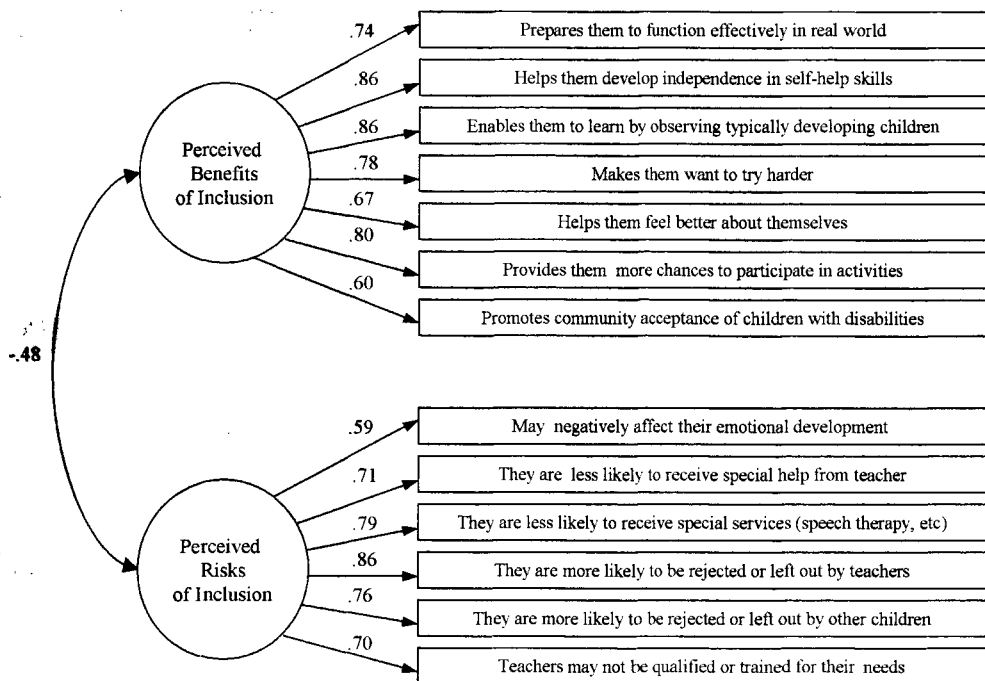 .74
Prepares them to function effectively in real world
.86
Helps them develop independence in self-help skills
.86
Enables them to learn by observing typically developing children
Perceived
Benefits
of Inclusion
.78
Makes them want to try harder
.67
Helps them feel better about themselves
.80
Provides them more chances to participate in activities
.60
Promotes community acceptance of children with disabilities
-.48
.59
May negatively affect their emotional development
.71
They are less likely to receive special help from teacher
.79
They are less likely to receive special services (speech therapy, etc)
Perceived
Risks
of Inclusion
.86
They are more likely to be rejected or left out by teachers
.76
They are more likely to be rejected or left out by other children
.70
Teachers may not be qualified or trained for their needs